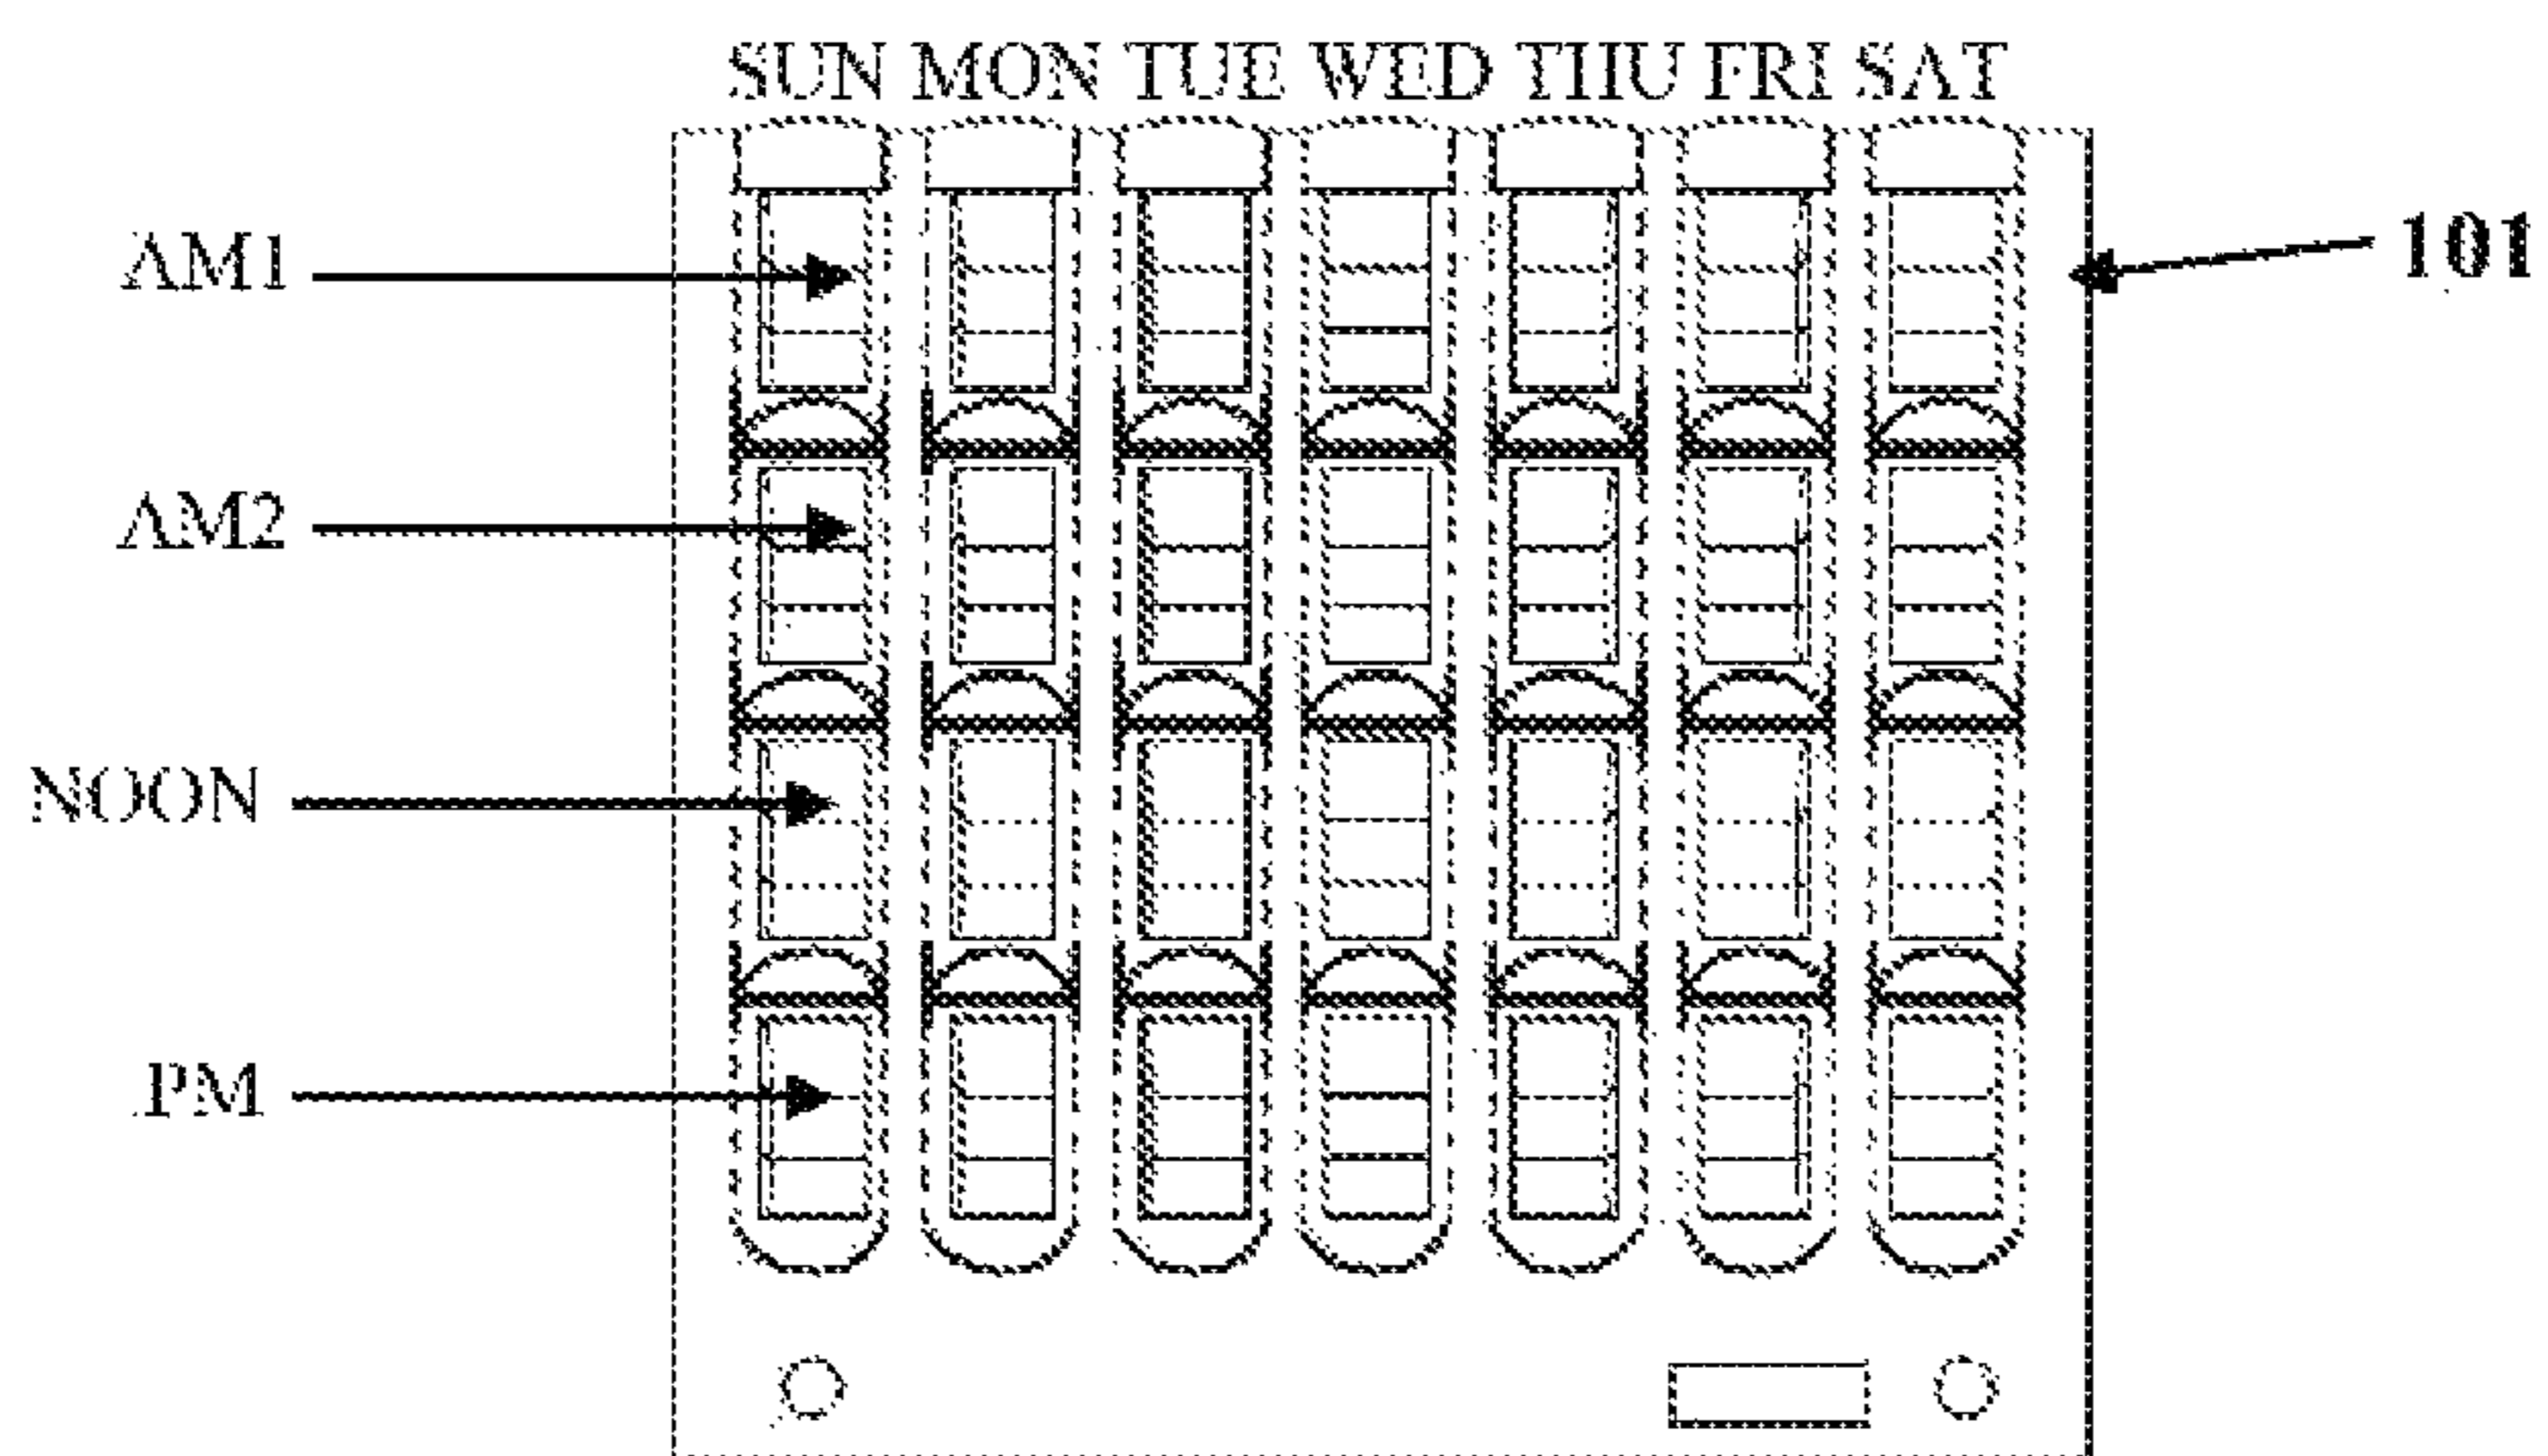 SUN MON TUE WED THU FRI SAT
AM1
101
AM2
NOON
PM